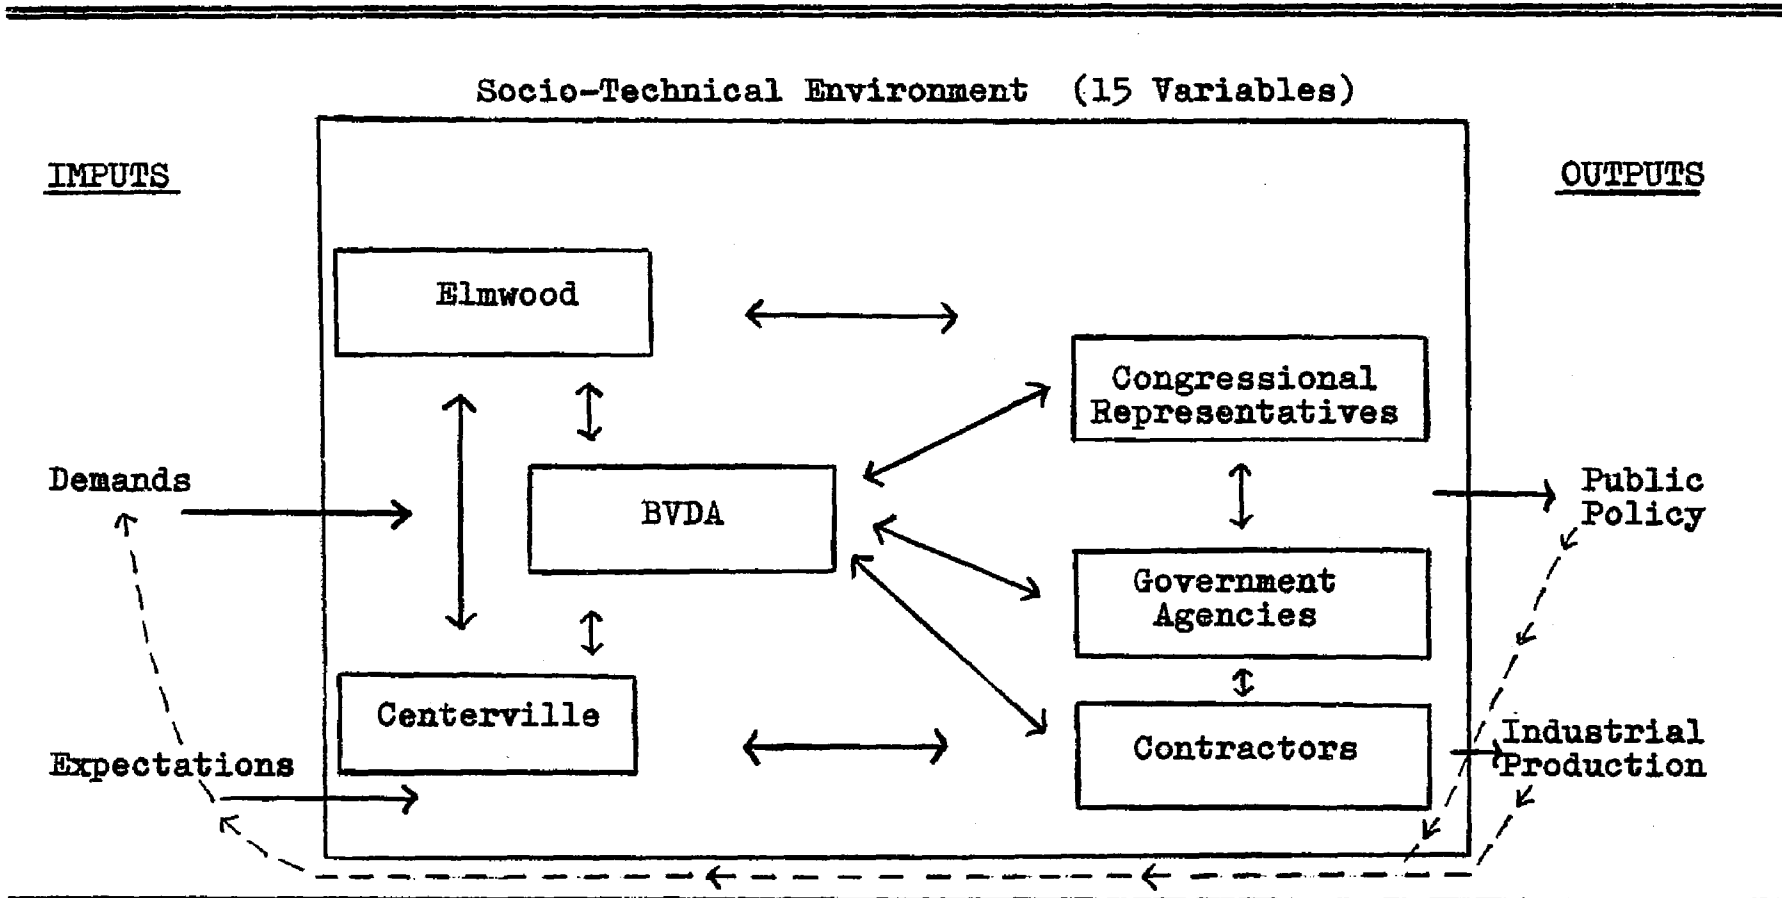 Socio-Technical Environment (15 Variables)
IMPUTS
OUTPUTS
Elmwood
Congressional
Representatives
Demands
BVDA
Public
Policy
Government
Agencies
Centerville
Expectations
Contractors
Industrial
Production